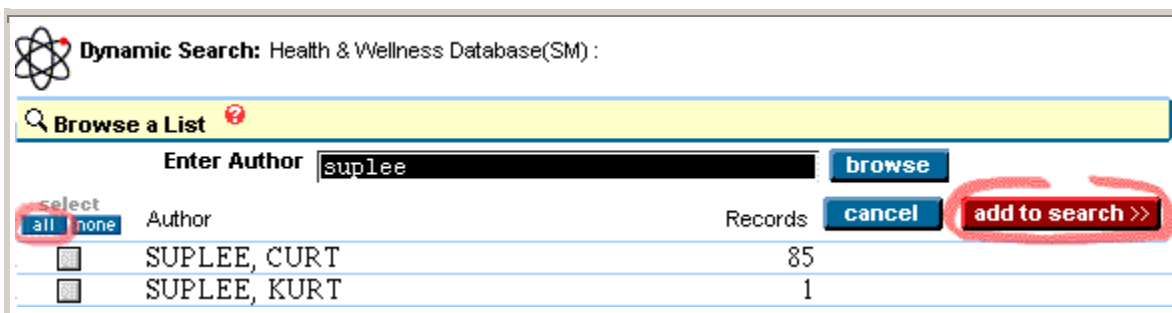 Dynamic Search: Health & Wellness Database(SM) :
Browse a List ?
Enter Author suplee browse
select
all none Author Records cancel add to search >>
SUPLEE, CURT 85
SUPLEE, KURT 1